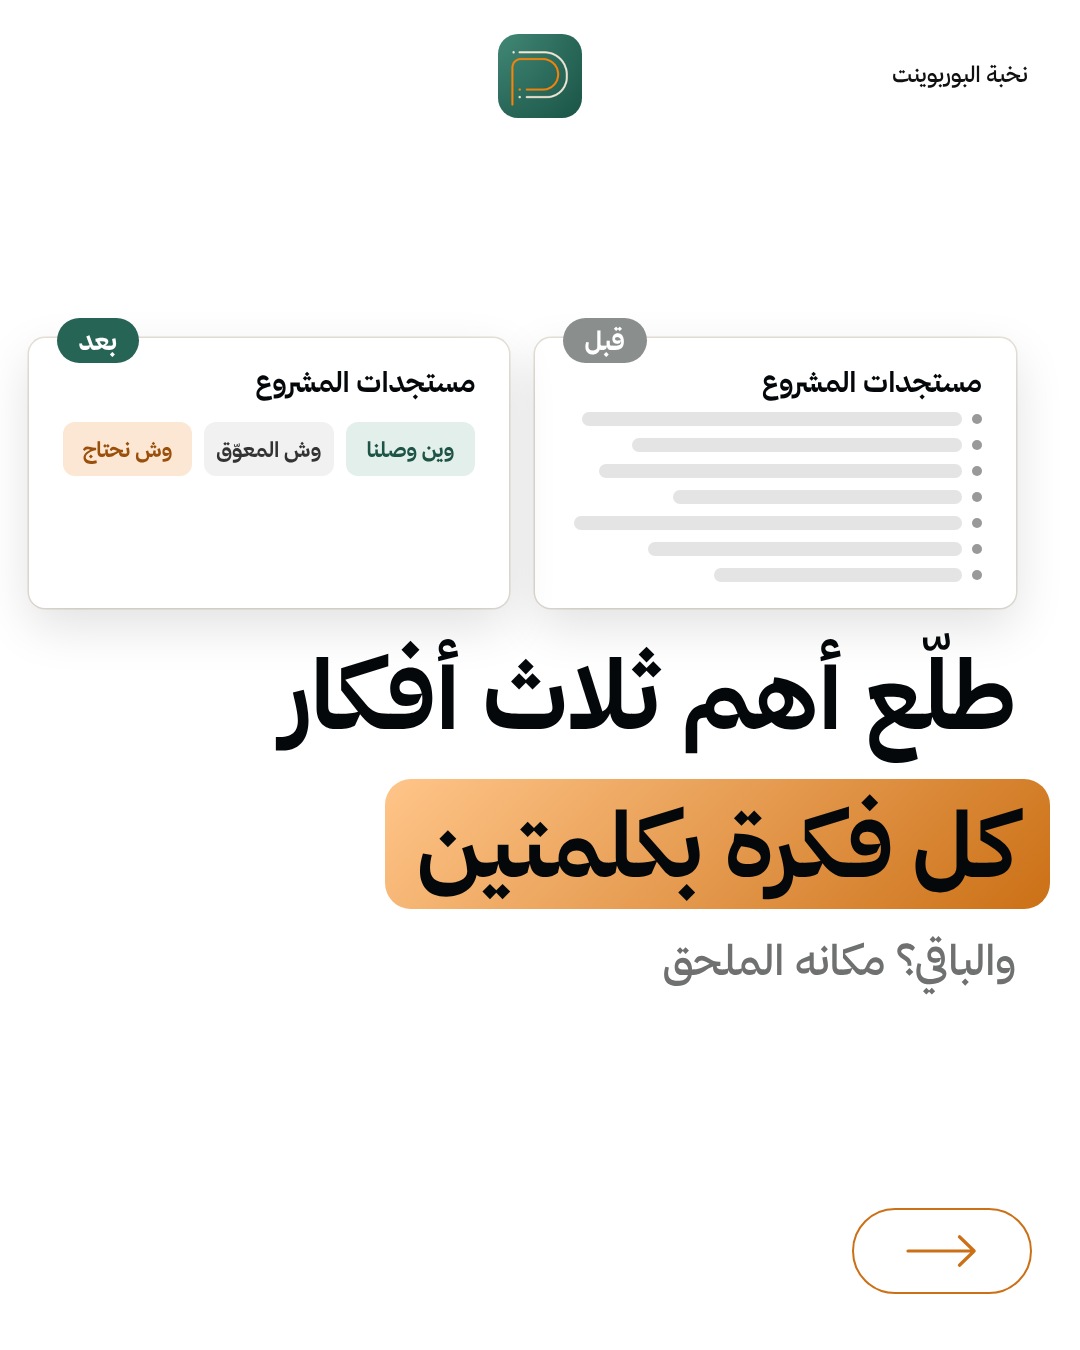 نخبة البوربوينت
قبل
مستجدات المشروع
بعد
مستجدات المشروع
وين وصلنا
وش المعوّق
وش نحتاج
طلّع أهم ثلاث أفكار
كل فكرة بكلمتين
والباقي؟ مكانه الملحق